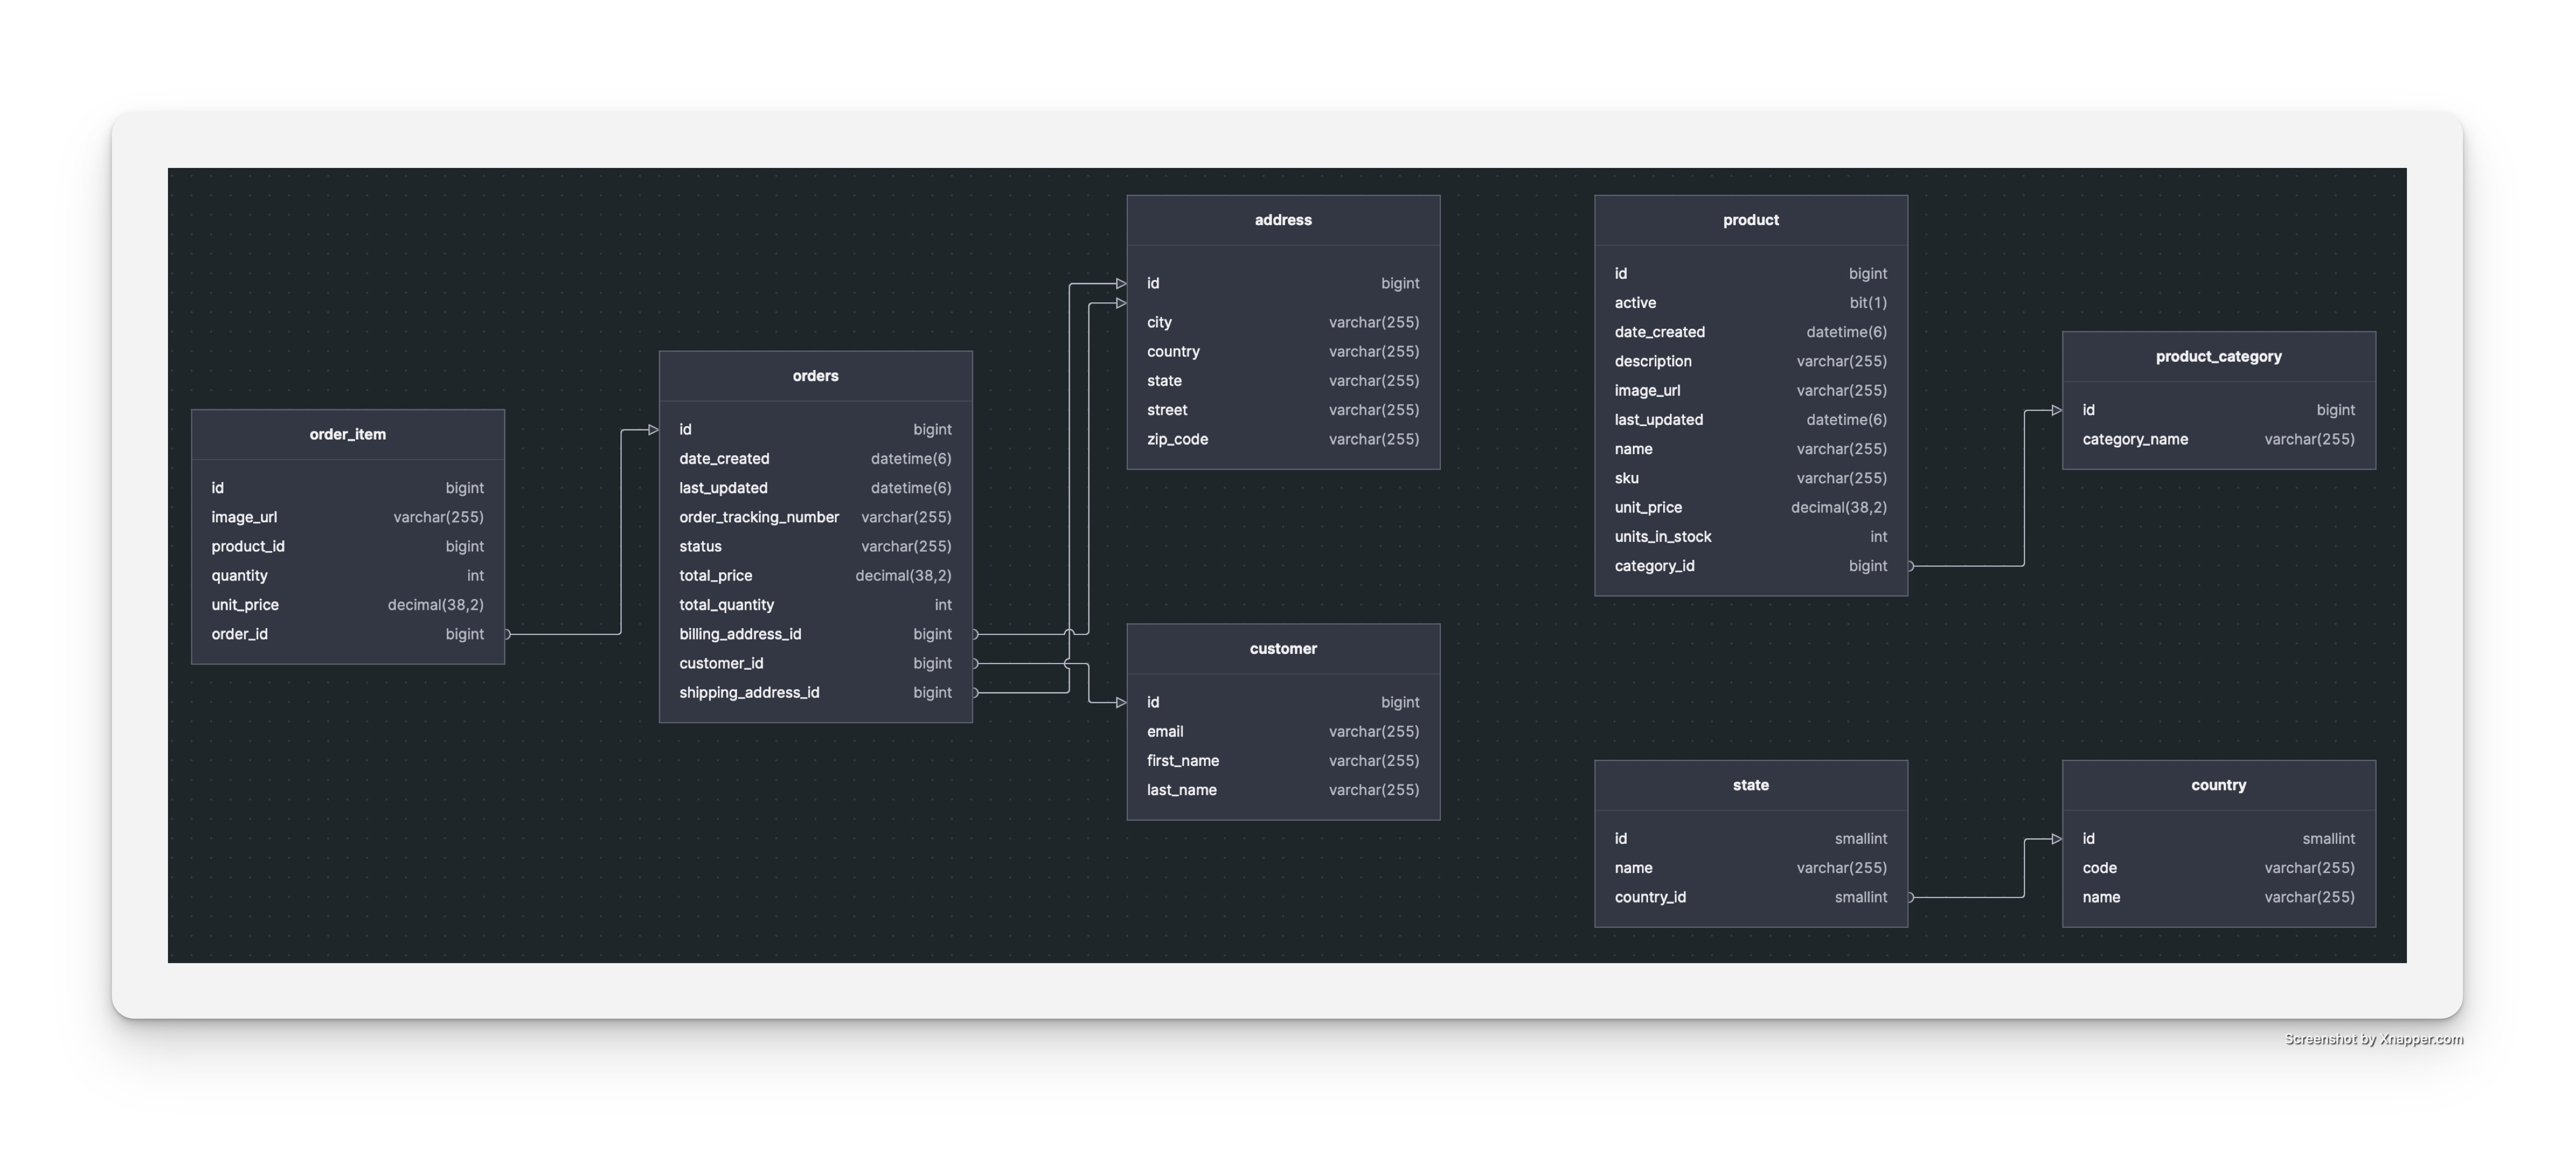 order_item
id bigint
image_url varchar(255)
product_id bigint
quantity int
unit_price decimal(38,2)
order_id bigint
orders
id bigint
date_created datetime(6)
last_updated datetime(6)
order_tracking_number varchar(255)
status varchar(255)
total_price decimal(38,2)
total_quantity int
billing_address_id bigint
customer_id bigint
shipping_address_id bigint
address
id bigint
city varchar(255)
country varchar(255)
state varchar(255)
street varchar(255)
zip_code varchar(255)
customer
id bigint
email varchar(255)
first_name varchar(255)
last_name varchar(255)
product
id bigint
active bit(1)
date_created datetime(6)
description varchar(255)
image_url varchar(255)
last_updated datetime(6)
name varchar(255)
sku varchar(255)
unit_price decimal(38,2)
units_in_stock int
category_id bigint
product_category
id bigint
category_name varchar(255)
state
id smallint
name varchar(255)
country_id smallint
country
id smallint
code varchar(255)
name varchar(255)
Screenshot by Xnapper.com